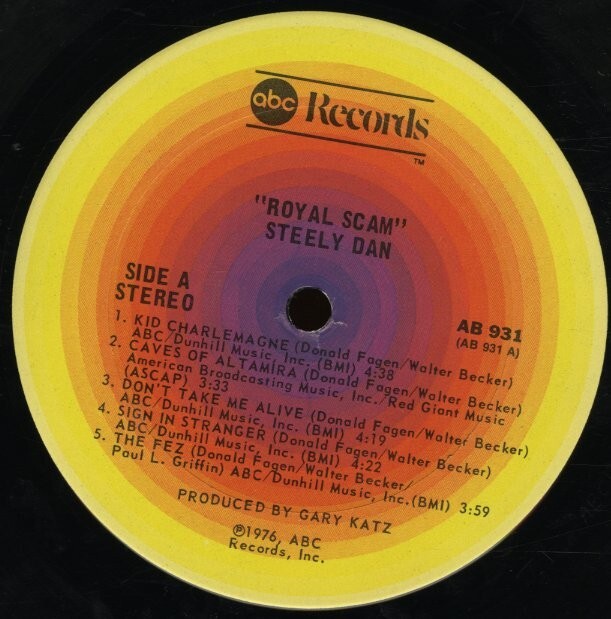 abc Records
TM
"ROYAL SCAM"
STEELY DAN
SIDE A
STEREO
AB 931
(AB 931 A)
1. KID CHARLEMAGNE (Donald Fagen/Walter Becker)
ABC/Dunhill Music, Inc. (BMI) 4:38
2. CAVES OF ALTAMIRA (Donald Fagen/Walter Becker)
American Broadcasting Music, Inc./Red Giant Music
(ASCAP) 3:33
3. DON'T TAKE ME ALIVE (Donald Fagen/Walter Becker)
ABC/Dunhill Music, Inc. (BMI) 4:19
4. SIGN IN STRANGER (Donald Fagen/Walter Becker)
ABC/Dunhill Music, Inc. (BMI) 4:22
5. THE FEZ (Donald Fagen/Walter Becker/
Paul L. Griffin) ABC/Dunhill Music, Inc.(BMI) 3:59
PRODUCED BY GARY KATZ
℗1976, ABC
Records, Inc.